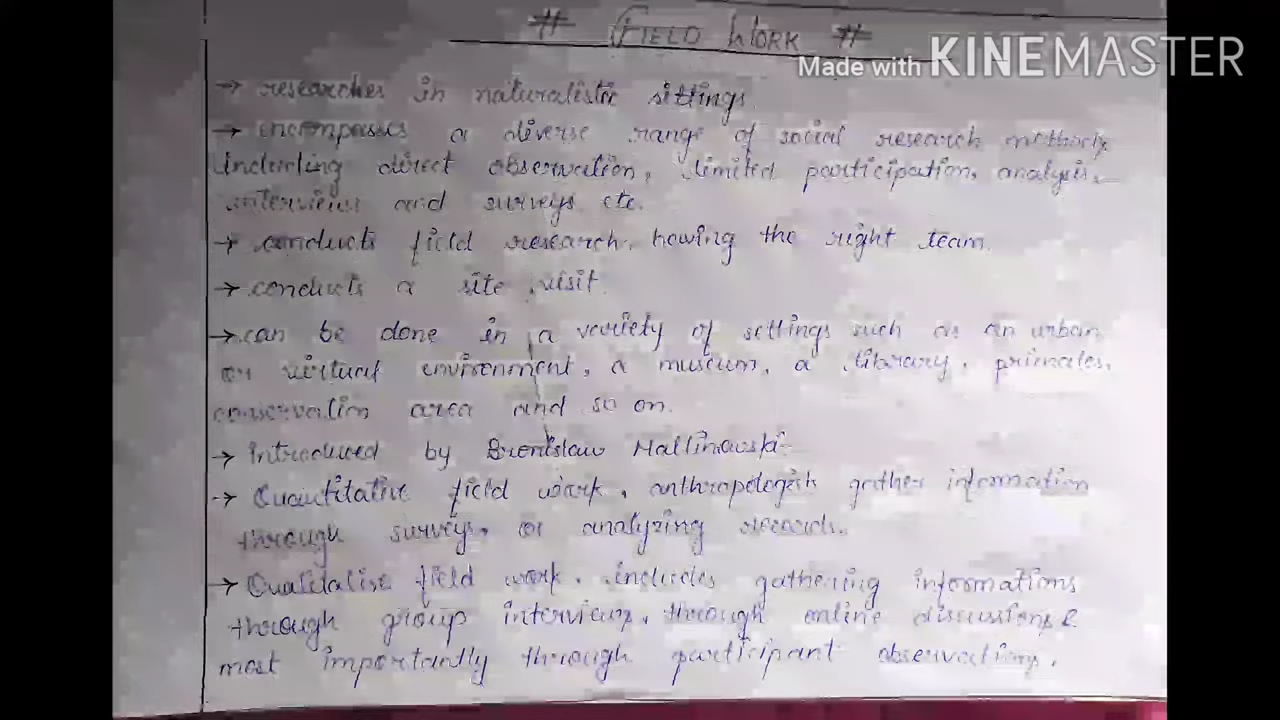 # FIELD WORK #
Made with KINEMASTER
→ researches in naturalistic settings.
→ encompasses a diverse range of social research methods
including direct observation, limited participation, analysis,
interviews and surveys etc.
→ conducts field research, having the right team.
→ conducts a site visit.
→ can be done in a variety of settings such as an urban
or virtual environment, a museum, a library, primates,
conservation area and so on.
→ introduced by Bronislaw Mallinawski
→ Quantitative field work, anthropologists gather information
through surveys, or analyzing records.
→ Qualitative field work, includes gathering informations
through group interviews, through online discussions &
most importantly through participant observations.